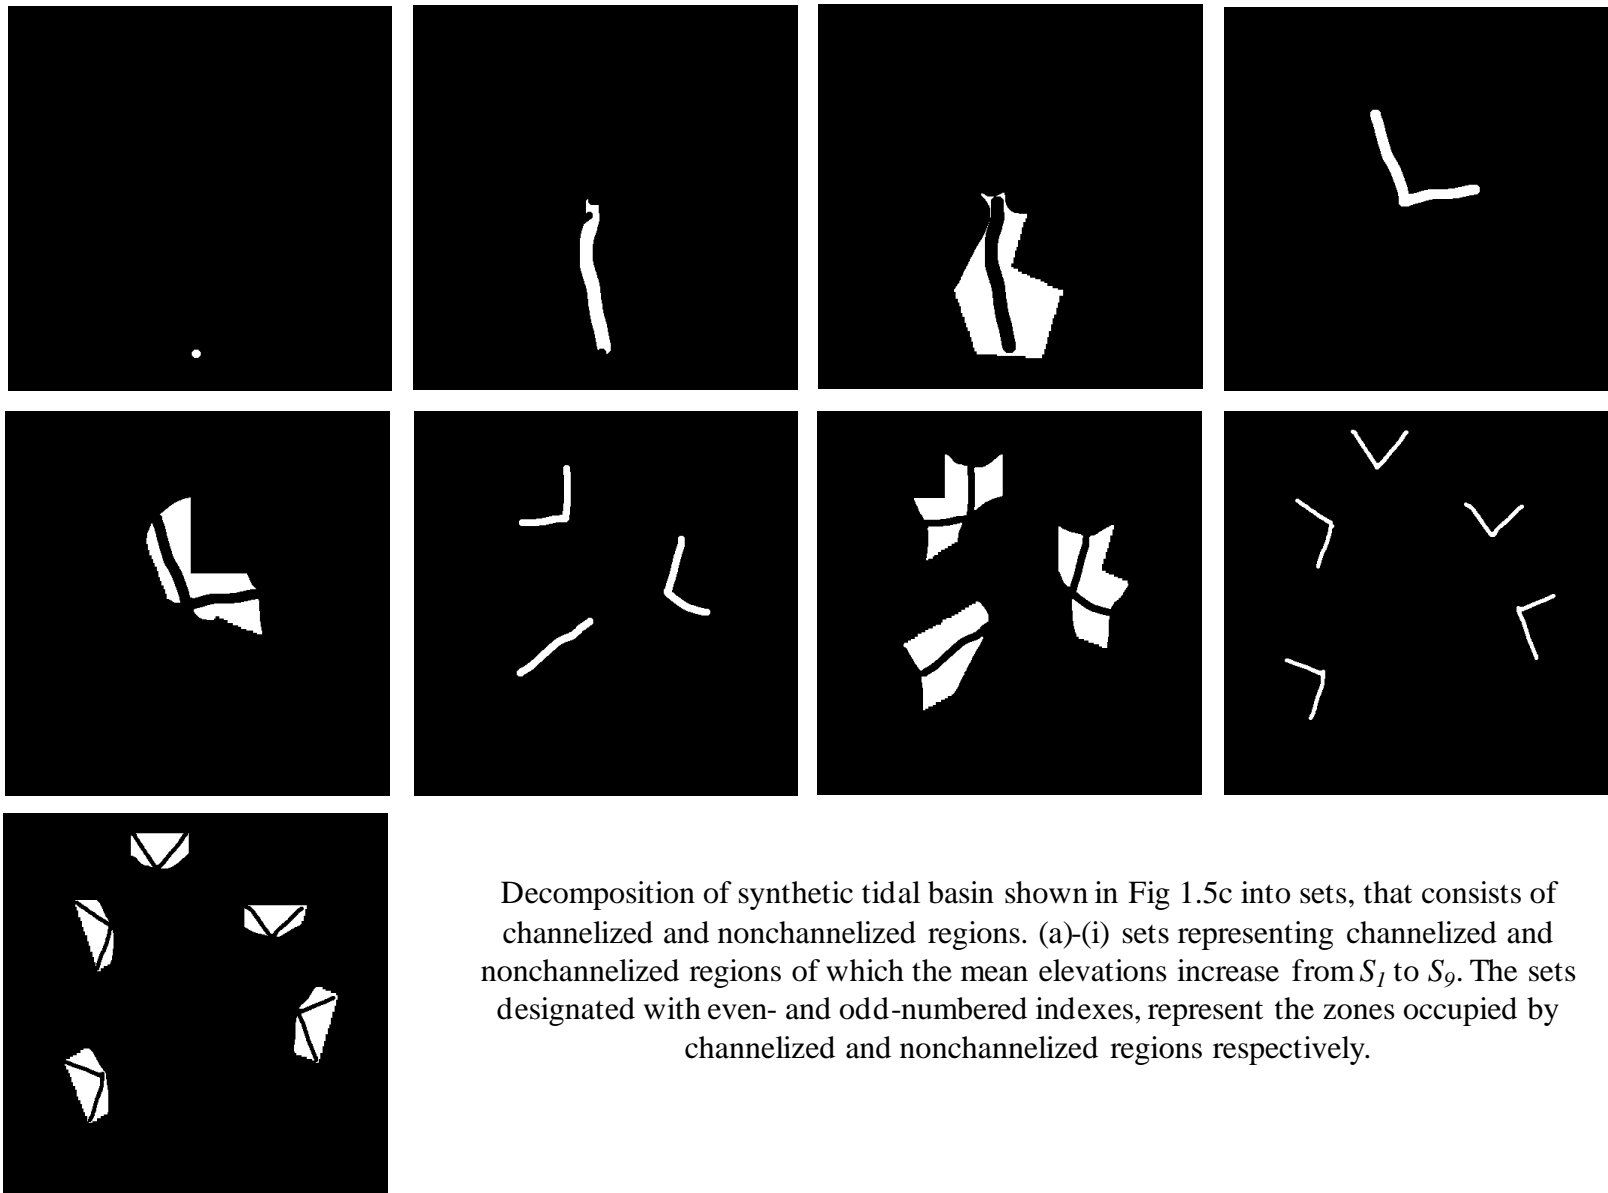 Decomposition of synthetic tidal basin shown in Fig 1.5c into sets, that consists of
channelized and nonchannelized regions. (a)-(i) sets representing channelized and
nonchannelized regions of which the mean elevations increase from S1 to S9. The sets
designated with even- and odd-numbered indexes, represent the zones occupied by
channelized and nonchannelized regions respectively.